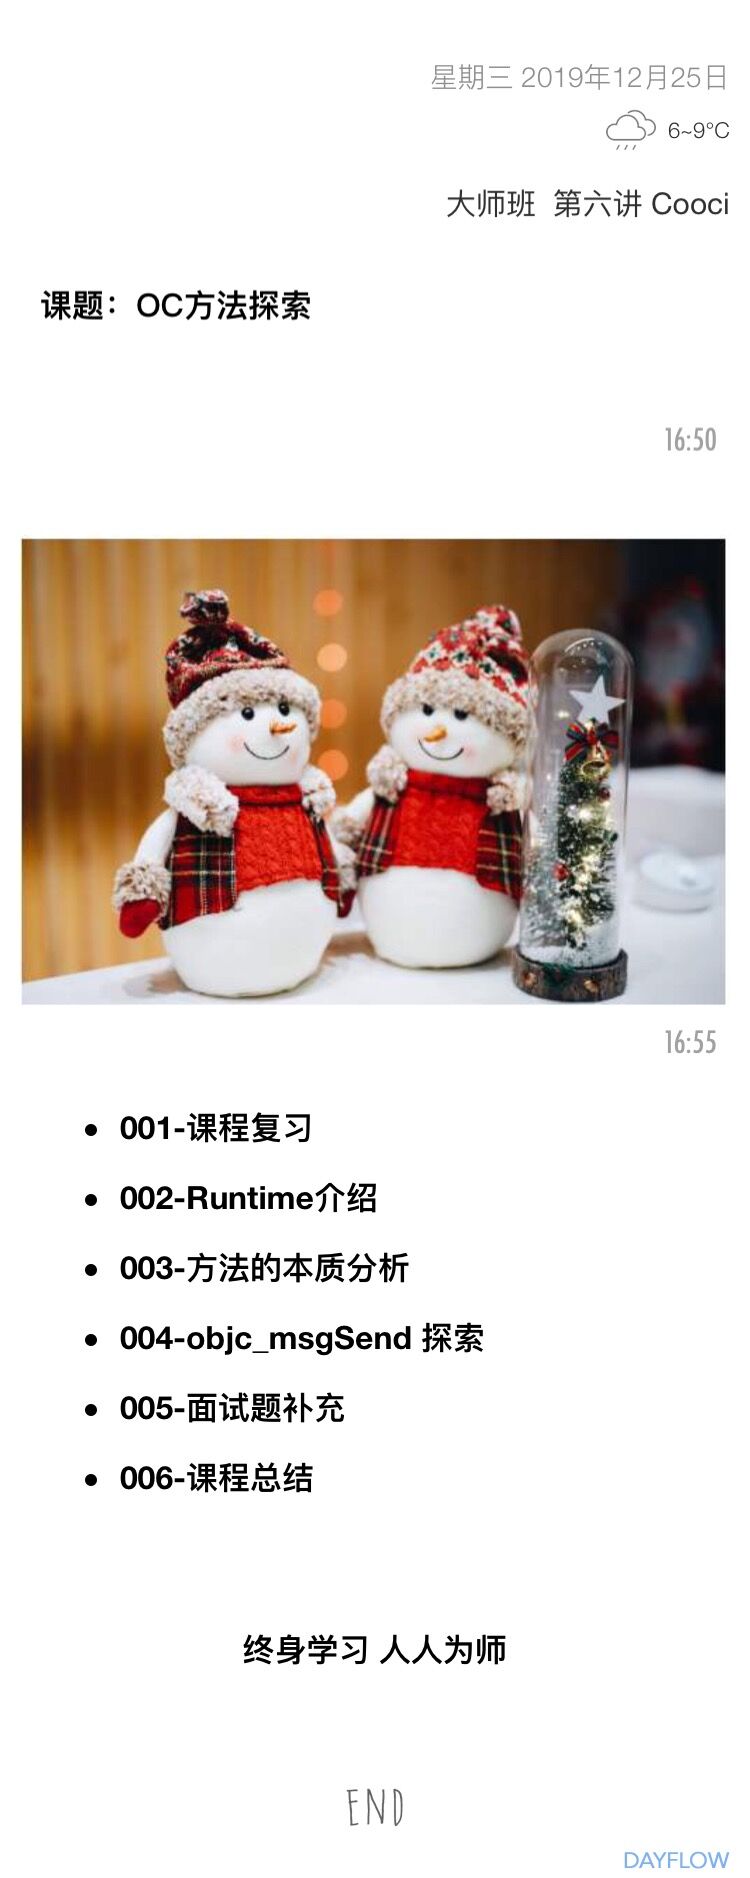 星期三 2019年12月25日
6~9°C
大师班 第六讲 Cooci
课题：OC方法探索
16:50
16:55
001-课程复习
002-Runtime介绍
003-方法的本质分析
004-objc_msgSend 探索
005-面试题补充
006-课程总结
终身学习 人人为师
END
DAYFLOW